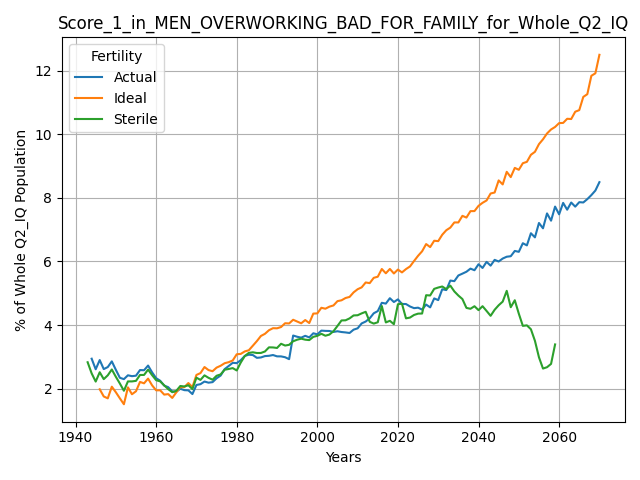 Score_1_in_MEN_OVERWORKING_BAD_FOR_FAMILY_for_Whole_Q2_IQ
Fertility
Actual
Ideal
Sterile
% of Whole Q2_IQ Population
12
10
8
6
4
2
1940
1960
1980
2000
2020
2040
2060
Years